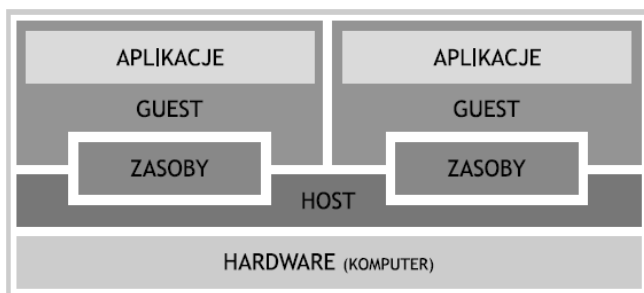 APLIKACJE
APLIKACJE
GUEST
GUEST
ZASOBY
ZASOBY
HOST
HARDWARE (KOMPUTER)